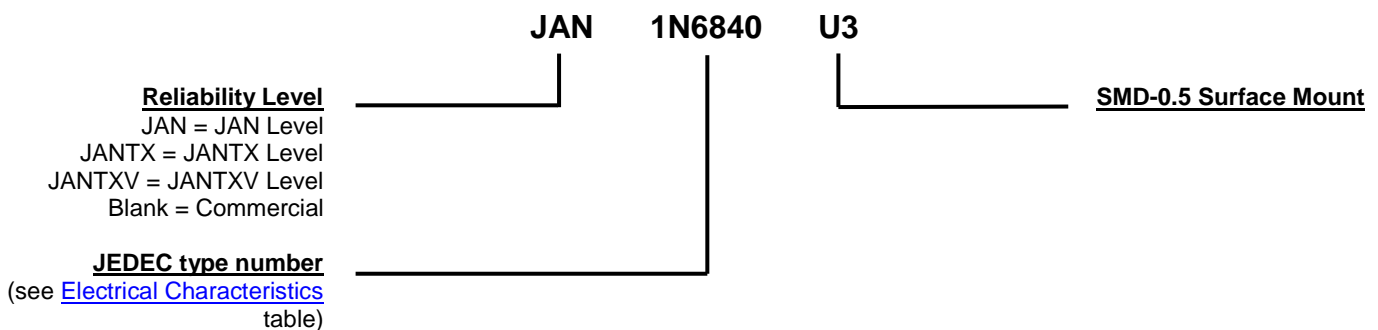 JAN 1N6840 U3
Reliability Level
JAN = JAN Level
JANTX = JANTX Level
JANTXV = JANTXV Level
Blank = Commercial
JEDEC type number
(see Electrical Characteristics
table)
SMD-0.5 Surface Mount